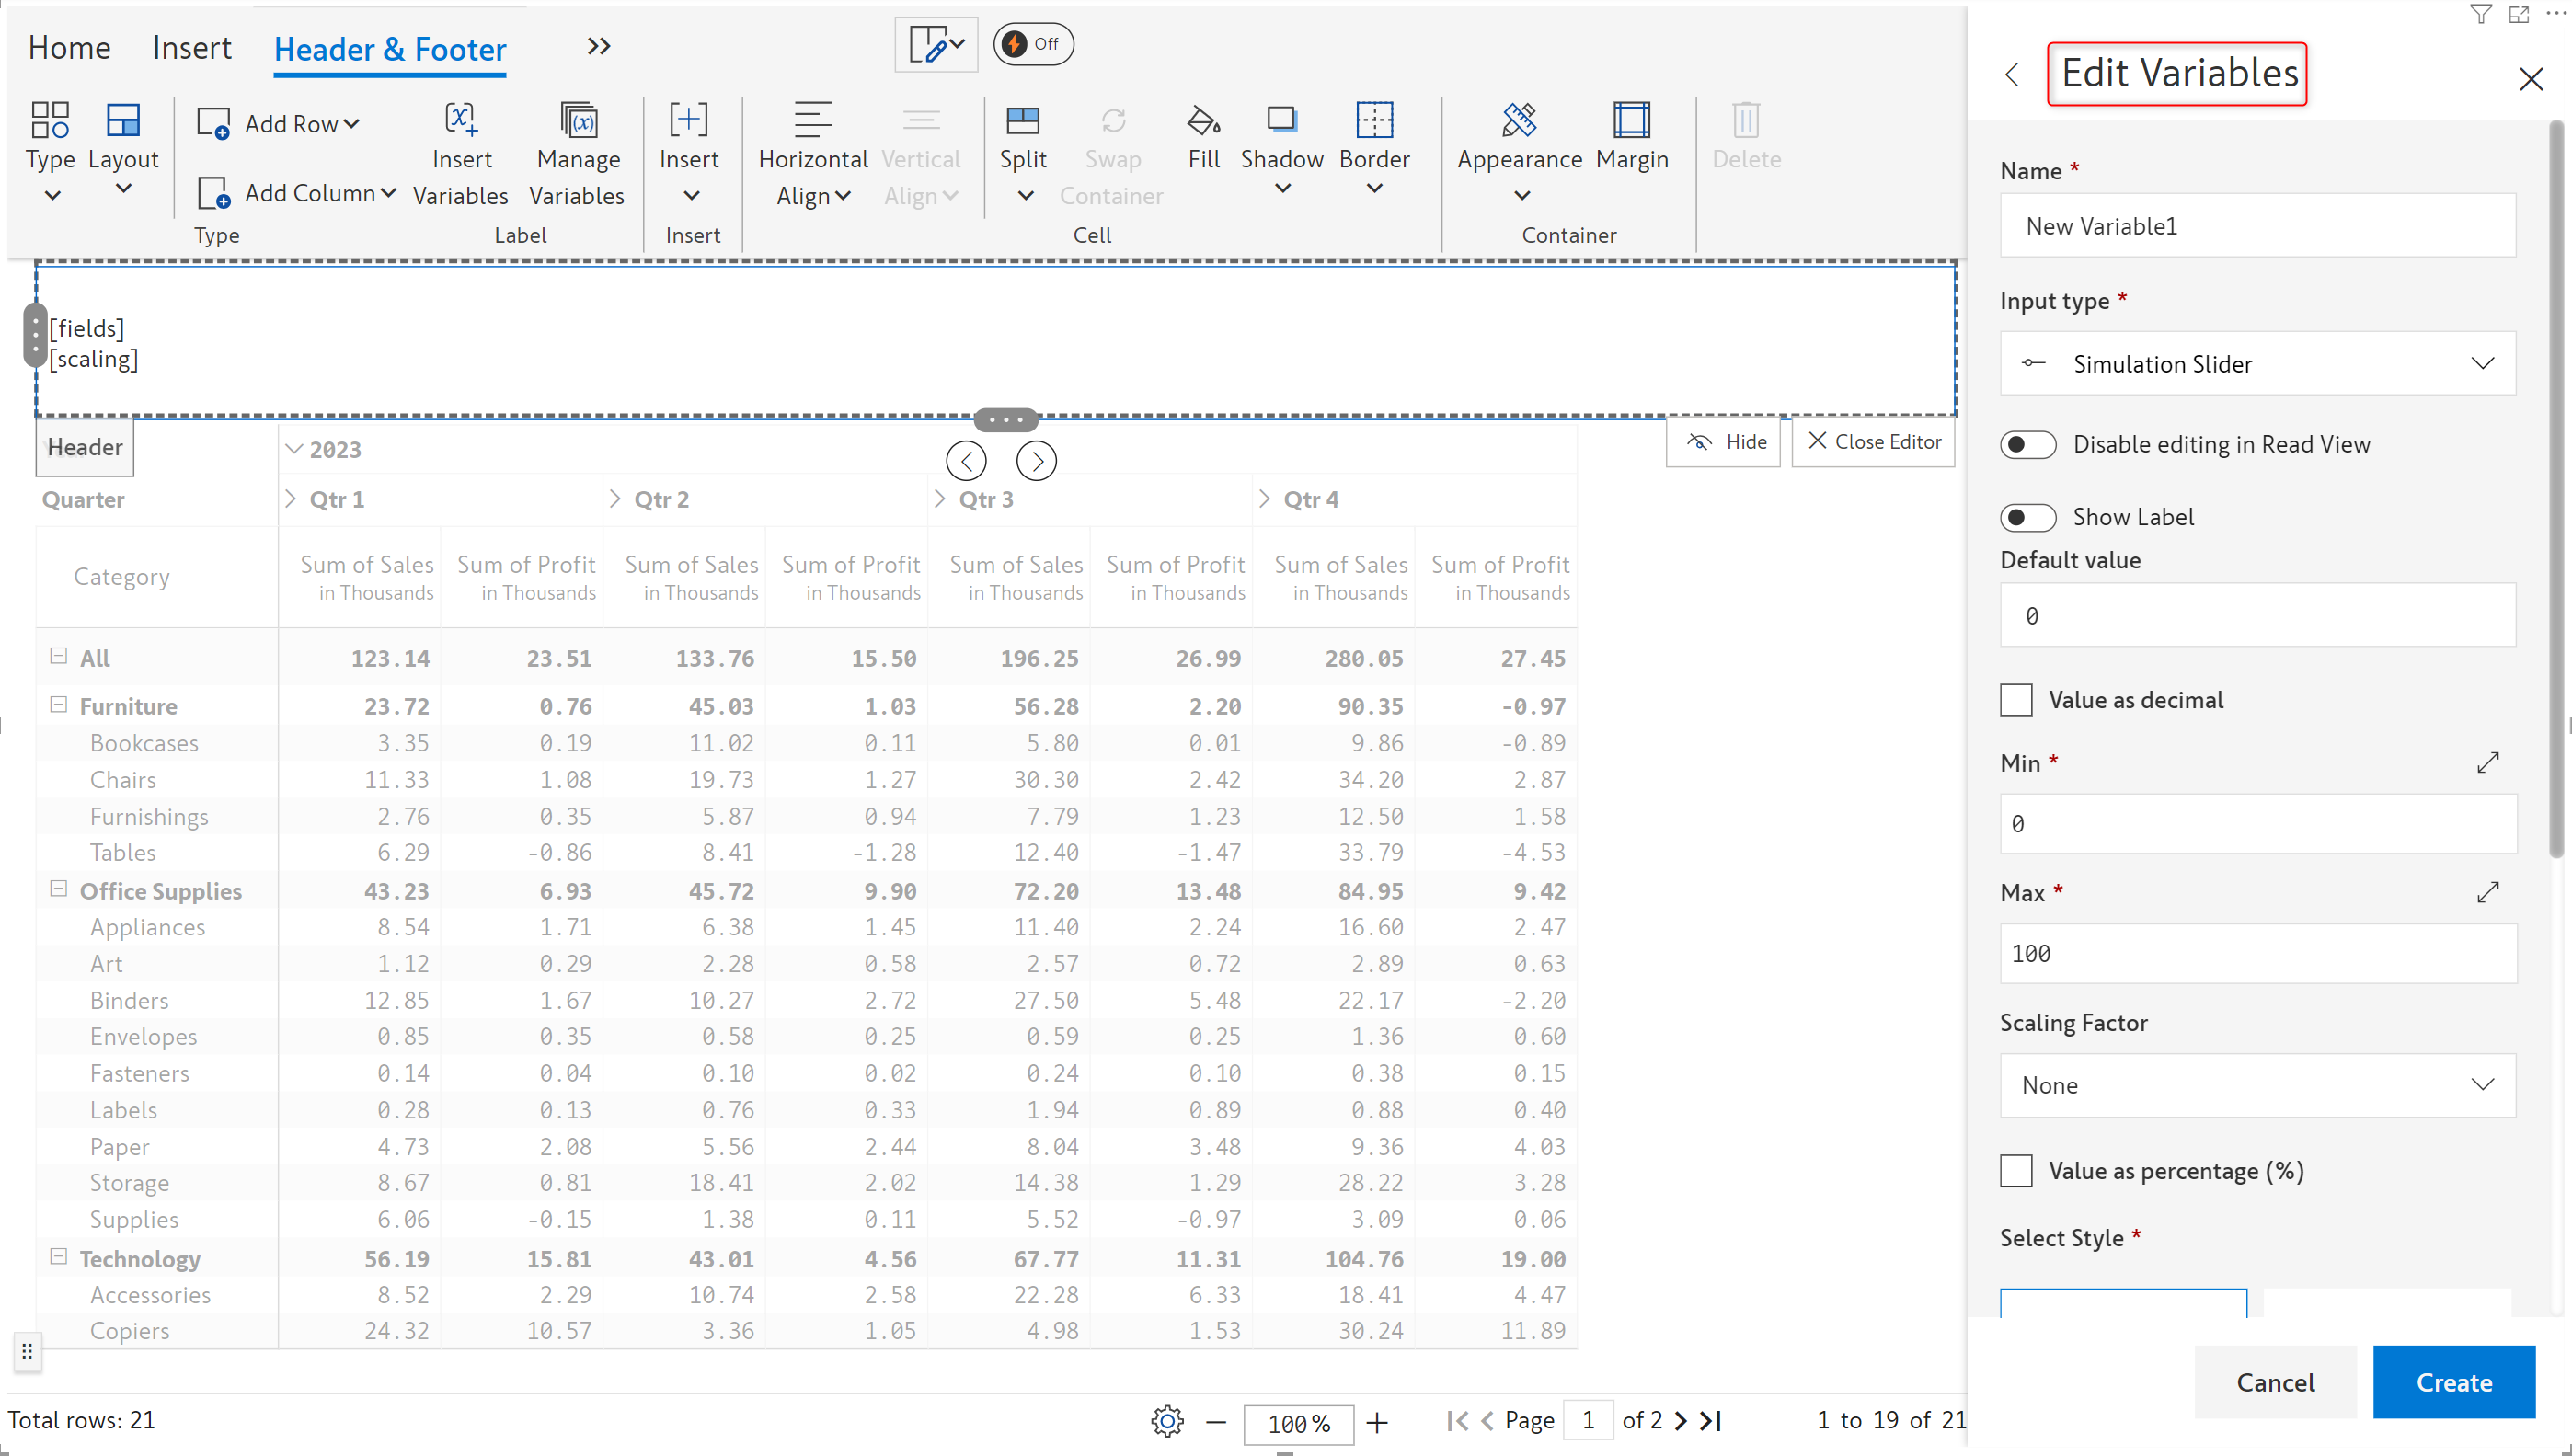 Home Insert Header & Footer
Off
Type Layout Add Row Add Column Insert Variables Manage Variables Insert Horizontal Align Vertical Align Split Swap Container Fill Shadow Border Appearance Margin Delete
Type Label Insert Cell Container
[fields]
[scaling]
Header
Hide
Close Editor
2023
Quarter Qtr 1 Qtr 2 Qtr 3 Qtr 4
Category Sum of Sales Sum of Profit Sum of Sales Sum of Profit Sum of Sales Sum of Profit Sum of Sales Sum of Profit
in Thousands in Thousands in Thousands in Thousands in Thousands in Thousands in Thousands in Thousands
All 123.14 23.51 133.76 15.50 196.25 26.99 280.05 27.45
Furniture 23.72 0.76 45.03 1.03 56.28 2.20 90.35 -0.97
Bookcases 3.35 0.19 11.02 0.11 5.80 0.01 9.86 -0.89
Chairs 11.33 1.08 19.73 1.27 30.30 2.42 34.20 2.87
Furnishings 2.76 0.35 5.87 0.94 7.79 1.23 12.50 1.58
Tables 6.29 -0.86 8.41 -1.28 12.40 -1.47 33.79 -4.53
Office Supplies 43.23 6.93 45.72 9.90 72.20 13.48 84.95 9.42
Appliances 8.54 1.71 6.38 1.45 11.40 2.24 16.60 2.47
Art 1.12 0.29 2.28 0.58 2.57 0.72 2.89 0.63
Binders 12.85 1.67 10.27 2.72 27.50 5.48 22.17 -2.20
Envelopes 0.85 0.35 0.58 0.25 0.59 0.25 1.36 0.60
Fasteners 0.14 0.04 0.10 0.02 0.24 0.10 0.38 0.15
Labels 0.28 0.13 0.76 0.33 1.94 0.89 0.88 0.40
Paper 4.73 2.08 5.56 2.44 8.04 3.48 9.36 4.03
Storage 8.67 0.81 18.41 2.02 14.38 1.29 28.22 3.28
Supplies 6.06 -0.15 1.38 0.11 5.52 -0.97 3.09 0.06
Technology 56.19 15.81 43.01 4.56 67.77 11.31 104.76 19.00
Accessories 8.52 2.29 10.74 2.58 22.28 6.33 18.41 4.47
Copiers 24.32 10.57 3.36 1.05 4.98 1.53 30.24 11.89
Total rows: 21
100%
Page 1 of 2
1 to 19 of 21
Edit Variables
Name *
New Variable1
Input type *
Simulation Slider
Disable editing in Read View
Show Label
Default value
0
Value as decimal
Min *
0
Max *
100
Scaling Factor
None
Value as percentage (%)
Select Style *
Cancel
Create